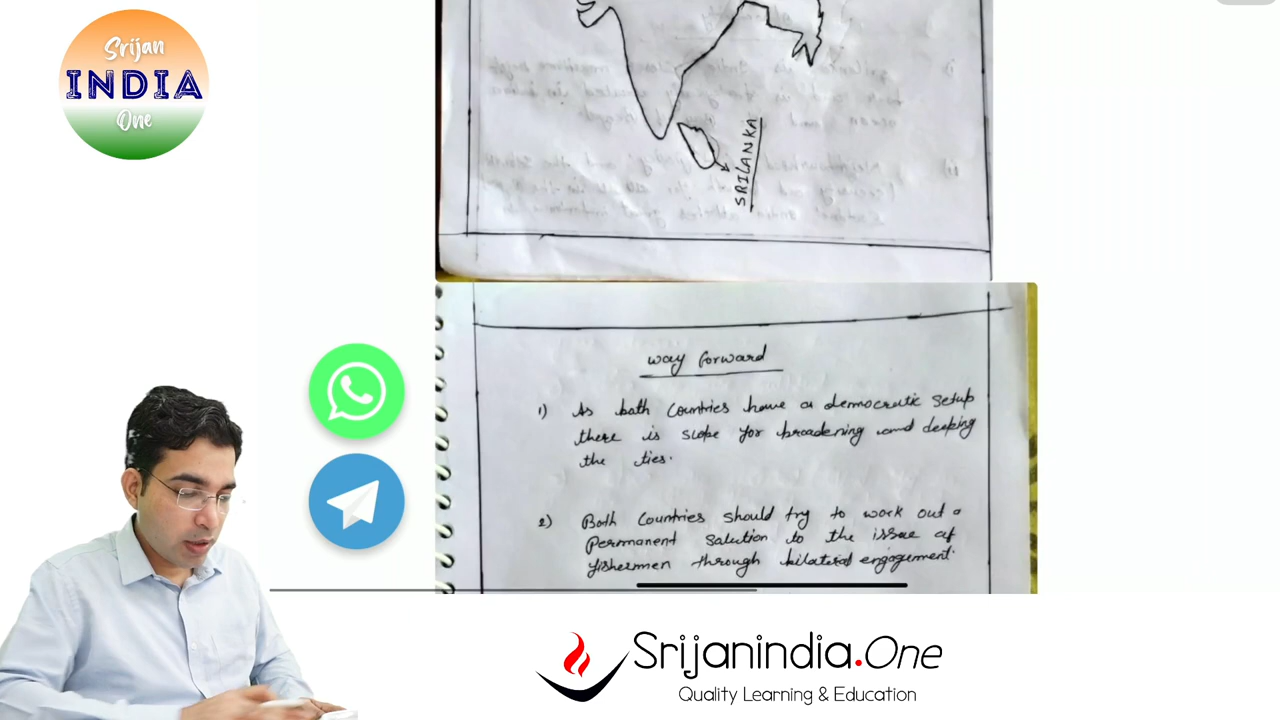 Srijan
INDIA
One
SRILANKA
way forward
1) As both Countries have a democratic setup
there is scope for broadening and deeping
the ties.
2) Both Countries should try to work out a
Permanent solution to the issue of
fishermen through bilateral engagement.
Srijanindia.One
Quality Learning & Education